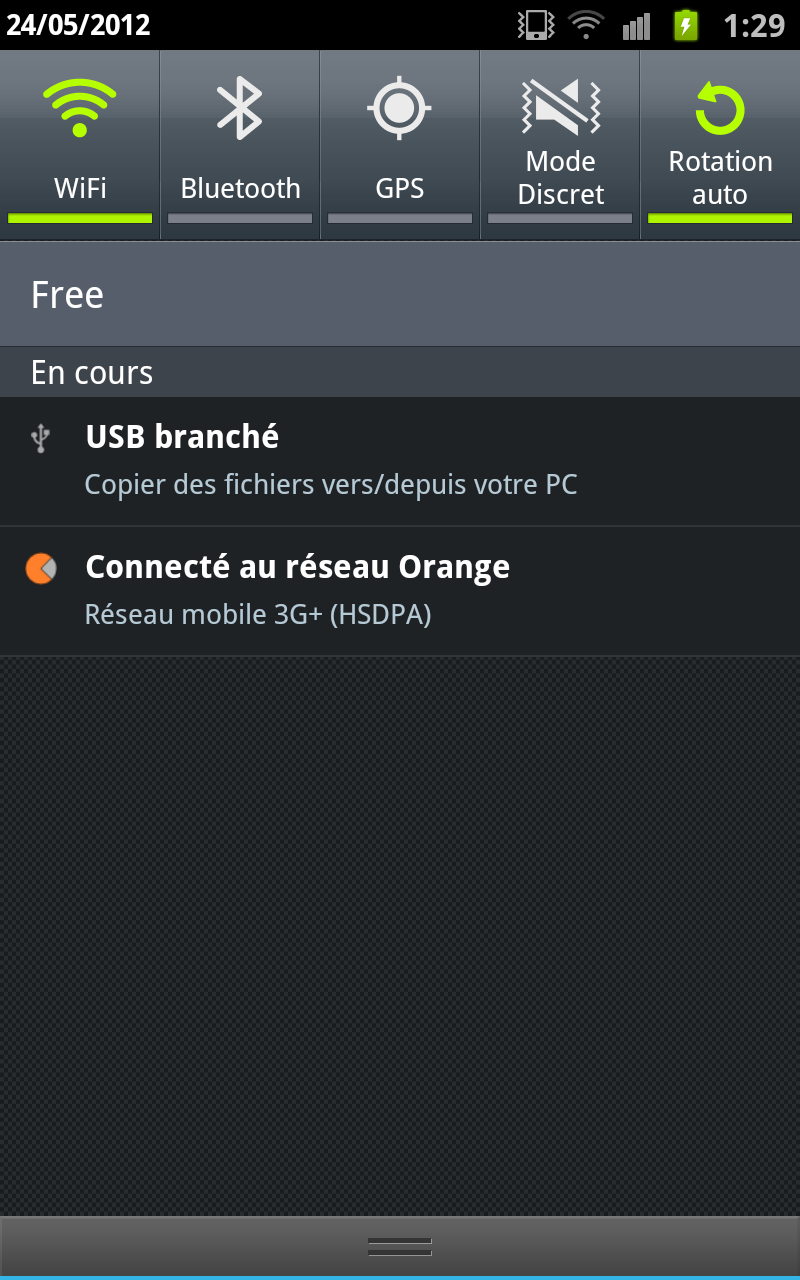 24/05/2012 1:29
WiFi Bluetooth GPS Mode Discret Rotation auto
Free
En cours
USB branché
Copier des fichiers vers/depuis votre PC
Connecté au réseau Orange
Réseau mobile 3G+ (HSDPA)